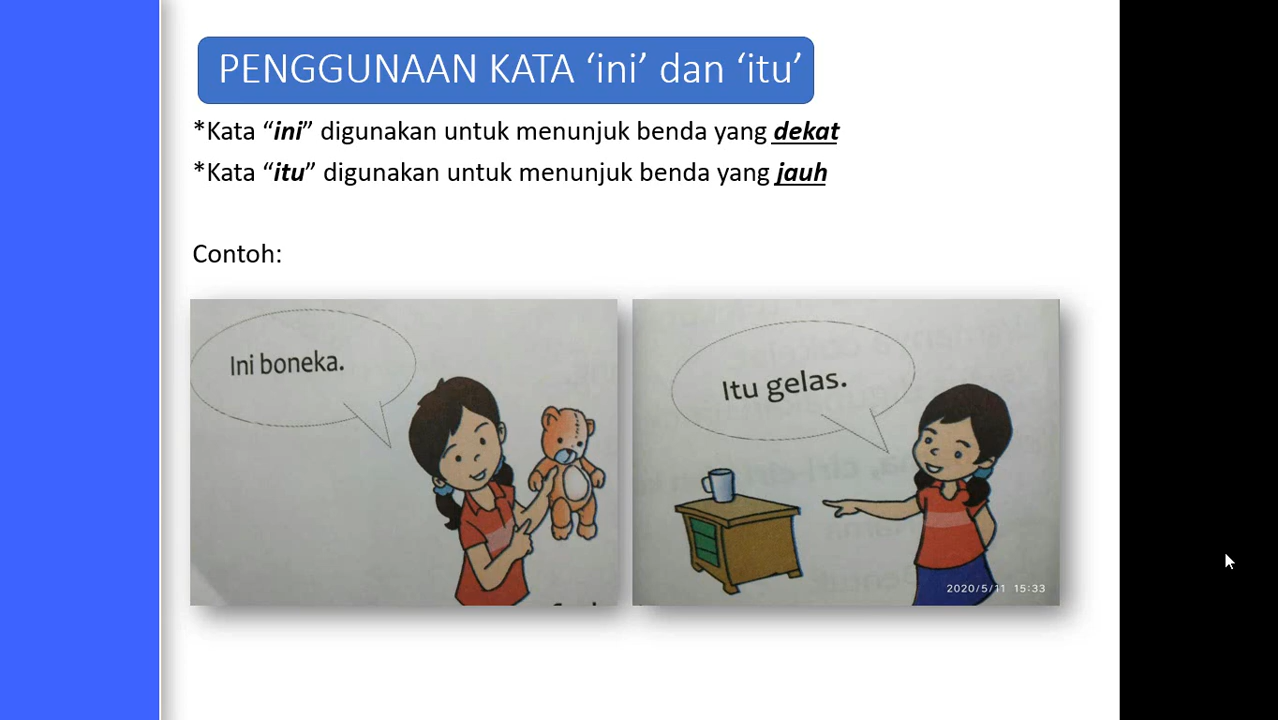 PENGGUNAAN KATA ‘ini’ dan ‘itu’
*Kata “ini” digunakan untuk menunjuk benda yang dekat
*Kata “itu” digunakan untuk menunjuk benda yang jauh
Contoh:
Ini boneka.
Itu gelas.
2020/5/11 15:33